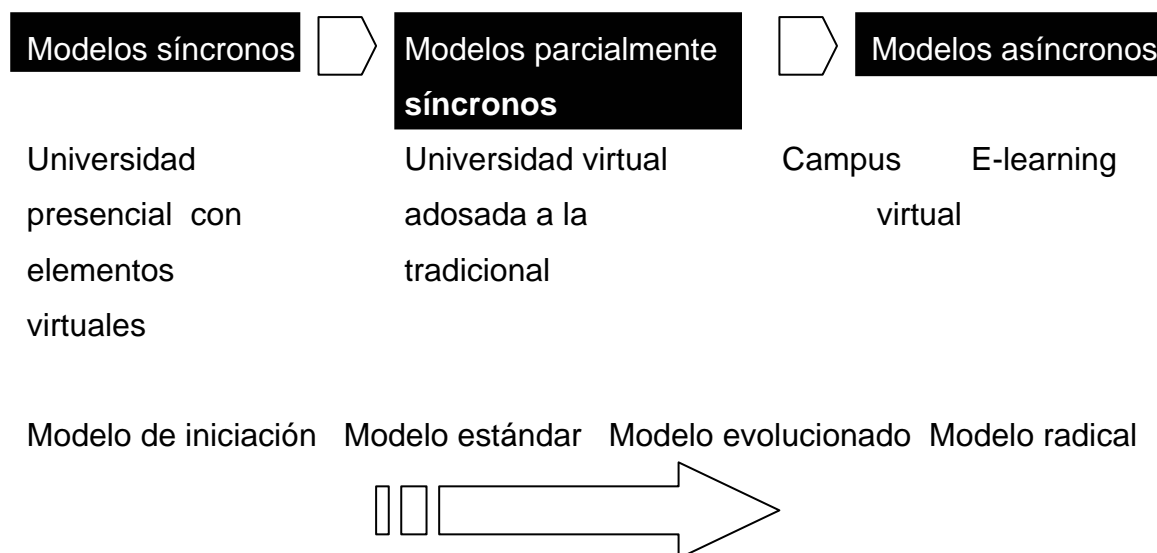 Modelos síncronos
Modelos parcialmente
síncronos
Modelos asíncronos
Universidad
presencial con
elementos
virtuales
Universidad virtual
adosada a la
tradicional
Campus E-learning
virtual
Modelo de iniciación Modelo estándar Modelo evolucionado Modelo radical